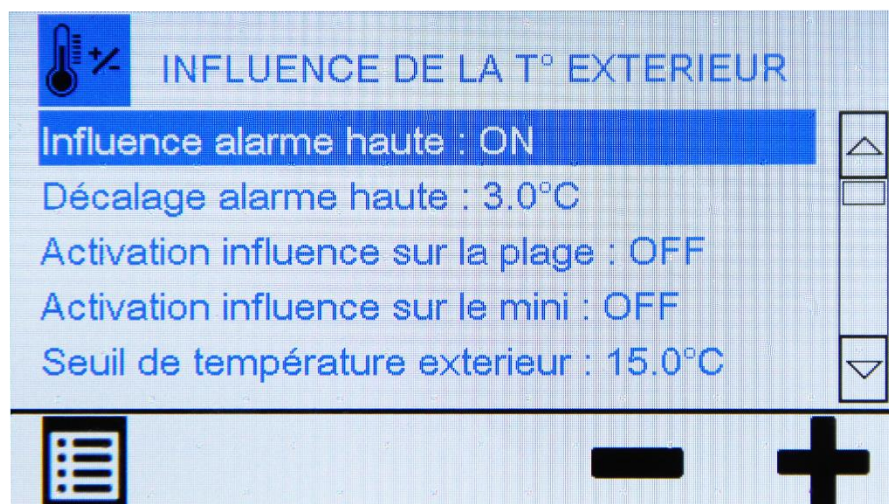 INFLUENCE DE LA T° EXTERIEUR
Influence alarme haute : ON
Décalage alarme haute : 3.0°C
Activation influence sur la plage : OFF
Activation influence sur le mini : OFF
Seuil de température exterieur : 15.0°C